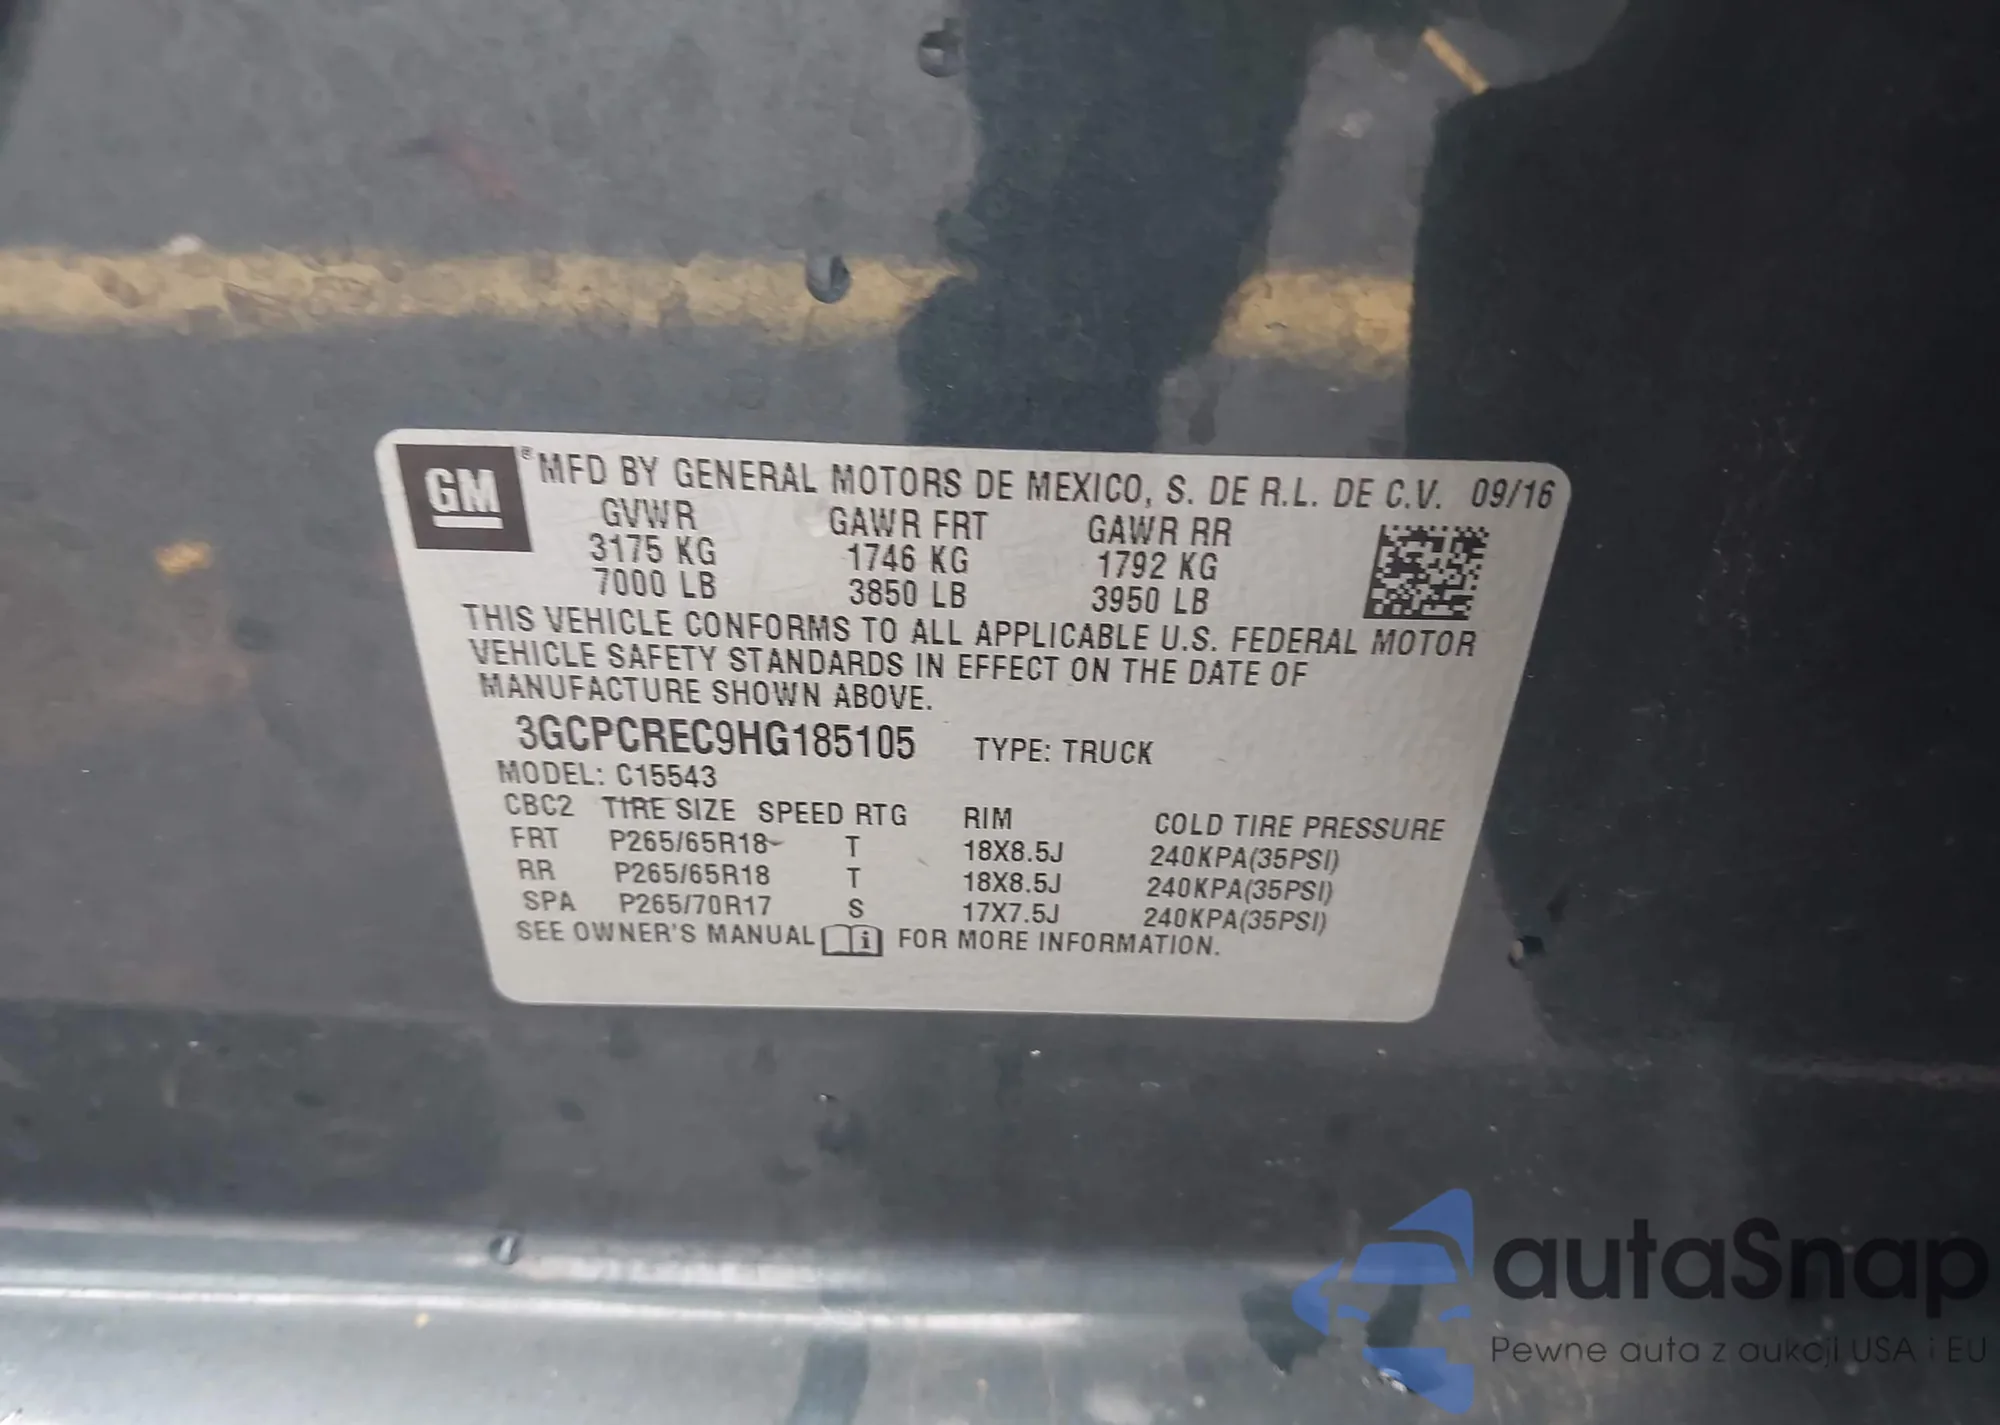 GM ® MFD BY GENERAL MOTORS DE MEXICO, S. DE R.L. DE C.V. 09/16
GVWR GAWR FRT GAWR RR
3175 KG 1746 KG 1792 KG
7000 LB 3850 LB 3950 LB
THIS VEHICLE CONFORMS TO ALL APPLICABLE U.S. FEDERAL MOTOR
VEHICLE SAFETY STANDARDS IN EFFECT ON THE DATE OF
MANUFACTURE SHOWN ABOVE.
3GCPCREC9HG185105 TYPE: TRUCK
MODEL: C15543
CBC2 TIRE SIZE SPEED RTG RIM COLD TIRE PRESSURE
FRT P265/65R18 T 18X8.5J 240KPA(35PSI)
RR P265/65R18 T 18X8.5J 240KPA(35PSI)
SPA P265/70R17 S 17X7.5J 240KPA(35PSI)
SEE OWNER'S MANUAL i FOR MORE INFORMATION.
autaSnap
Pewne auta z aukcji USA i EU